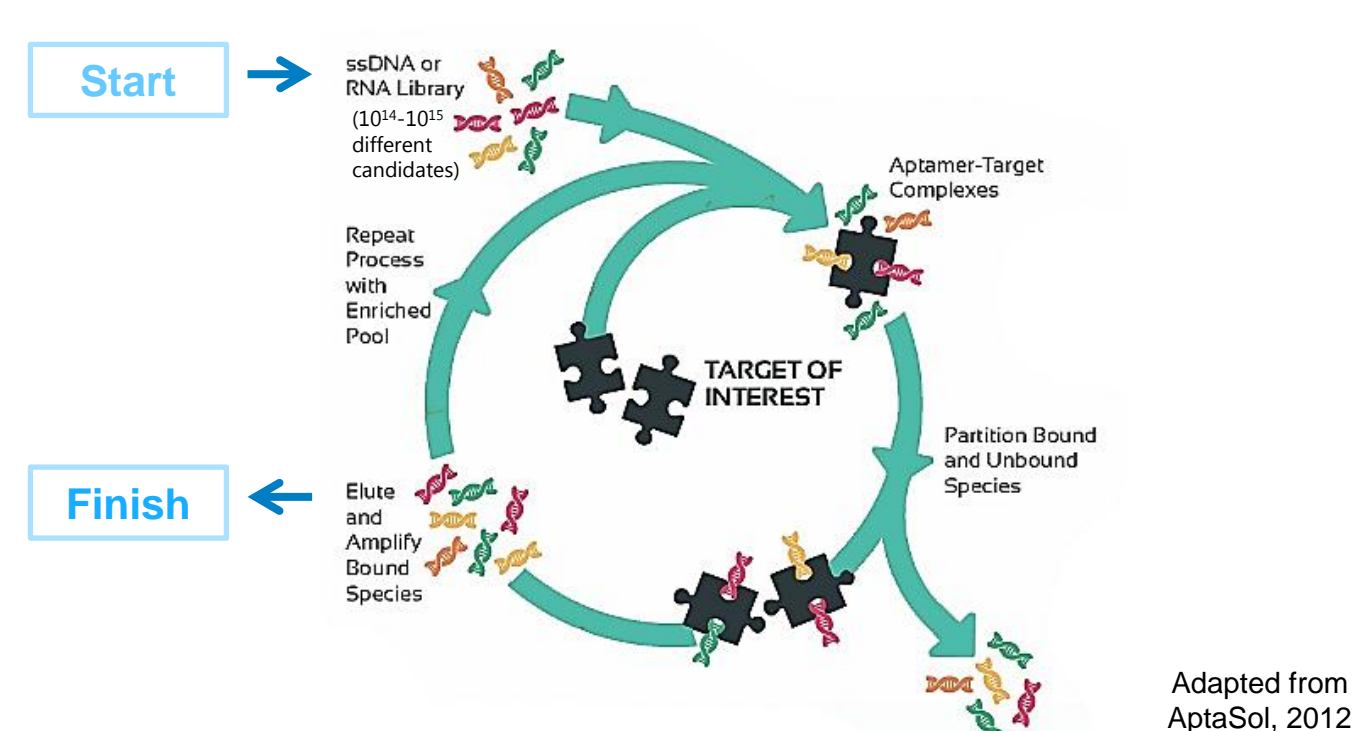 Start
ssDNA or
RNA Library
(10¹⁴-10¹⁵
different
candidates)
Aptamer-Target
Complexes
Repeat
Process
with
Enriched
Pool
TARGET OF
INTEREST
Partition Bound
and Unbound
Species
Finish
Elute
and
Amplify
Bound
Species
Adapted from
AptaSol, 2012